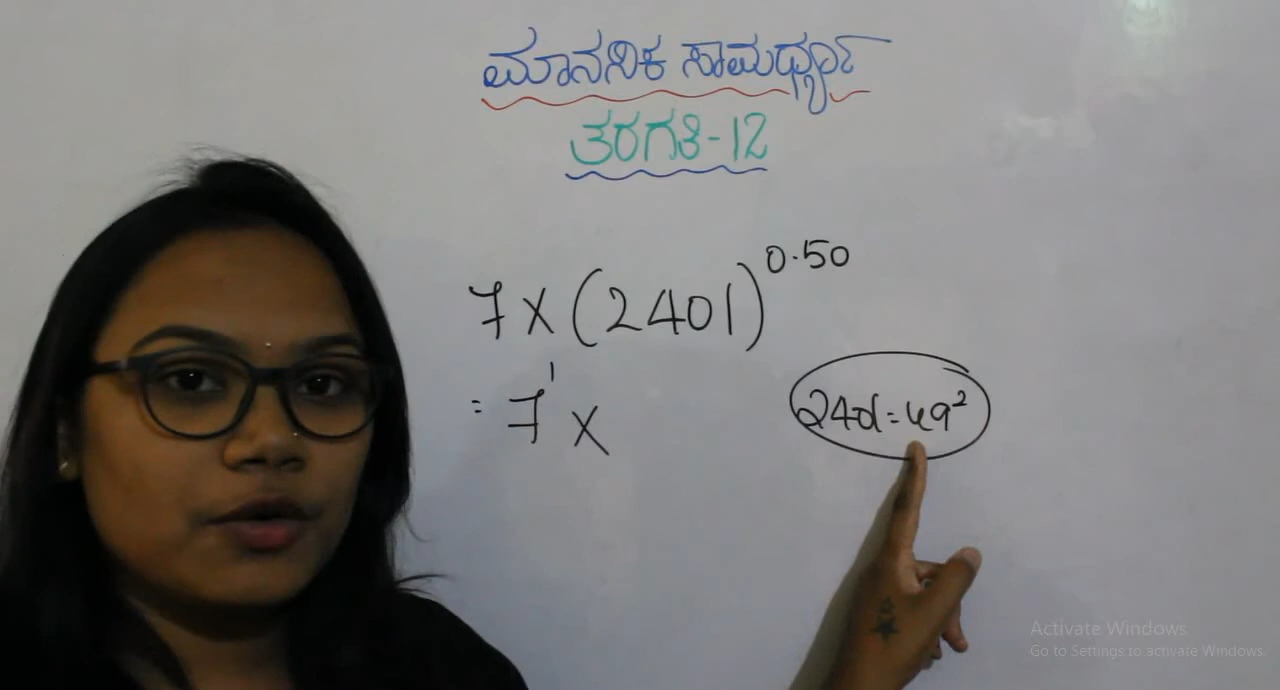 ಮಾನಸಿಕ ಸಾಮರ್ಥ್ಯ
ತರಗತಿ-12
7 X (2401)^0.50
= 7^1 X
2401=49^2
Activate Windows
Go to Settings to activate Windows.